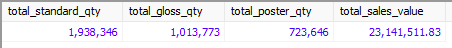 total_standard_qty total_gloss_qty total_poster_qty total_sales_value
1,938,346 1,013,773 723,646 23,141,511.83